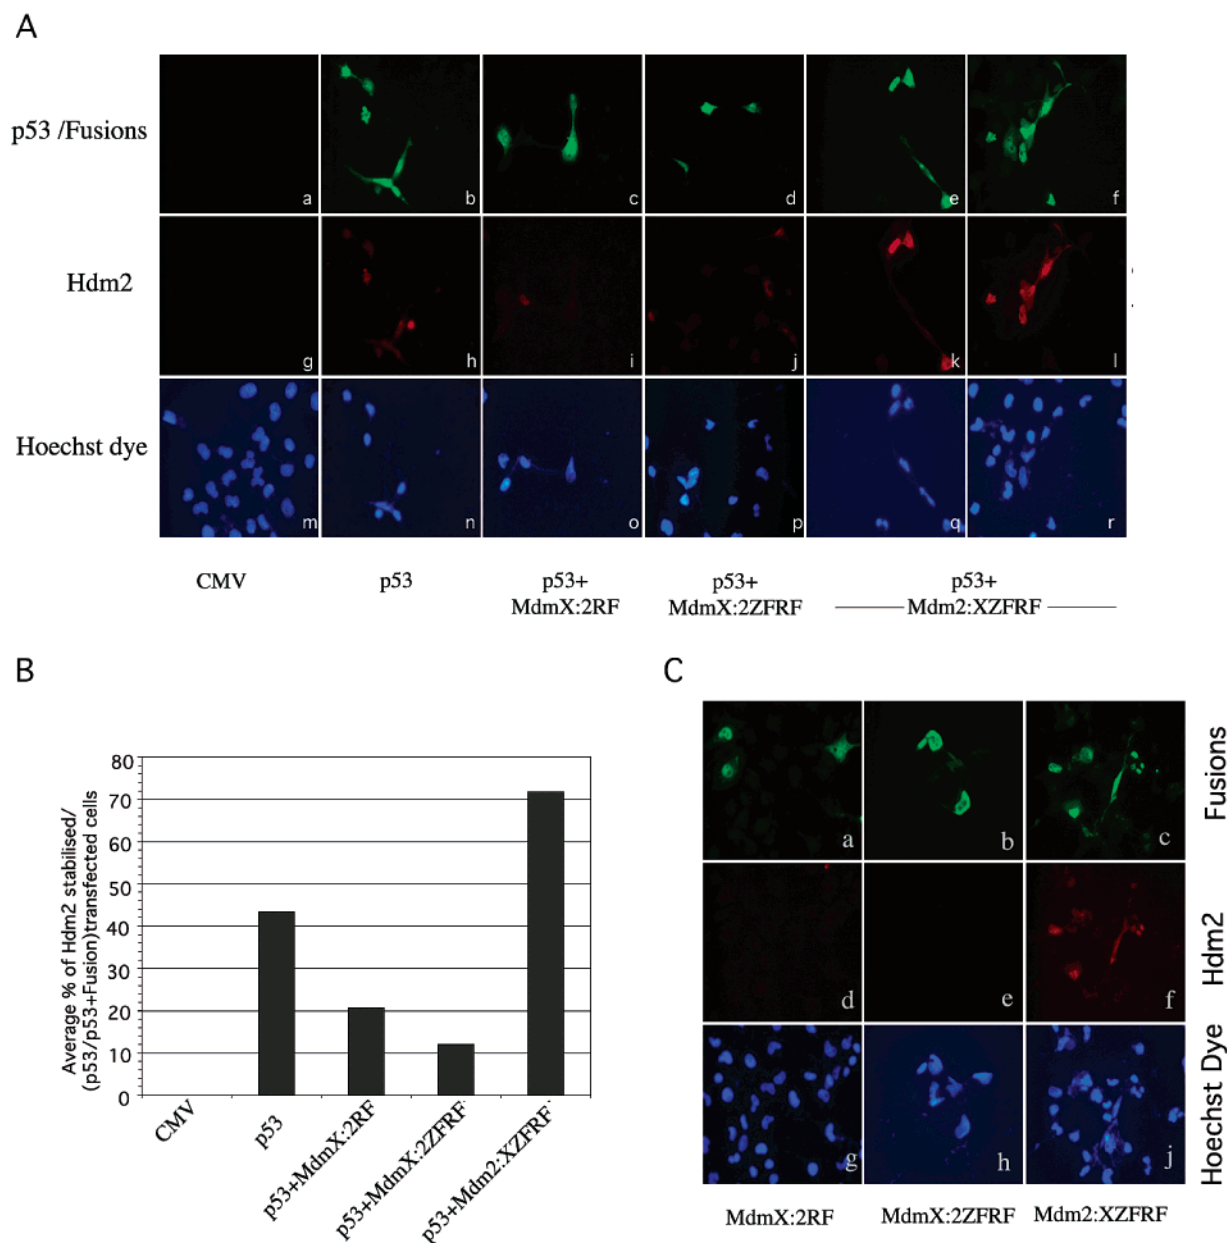 A
p53 /Fusions
a
b
c
d
e
f
Hdm2
g
h
i
j
k
l
Hoechst dye
m
n
o
p
q
r
CMV
p53
p53+
MdmX:2RF
p53+
MdmX:2ZFRF
p53+
Mdm2:XZFRF
B
Average % of Hdm2 stabilised/
(p53/p53+Fusion)transfected cells
80
70
60
50
40
30
20
10
0
CMV
p53
p53+MdmX:2RF
p53+MdmX:2ZFRF
p53+Mdm2:XZFRF
C
a
b
c
Fusions
d
e
f
Hdm2
g
h
j
Hoechst Dye
MdmX:2RF
MdmX:2ZFRF
Mdm2:XZFRF